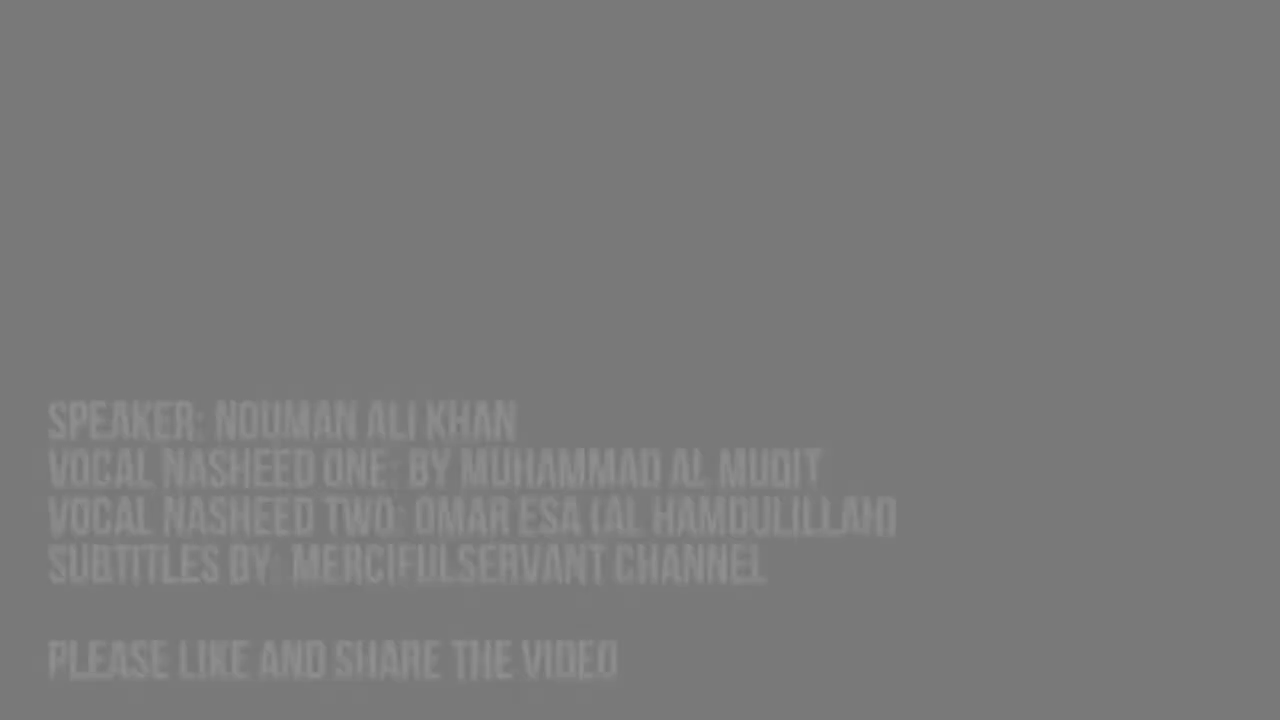 SPEAKER: NOUMAN ALI KHAN
VOCAL NASHEED ONE: BY MUHAMMAD AL MUQIT
VOCAL NASHEED TWO: OMAR ESA (AL HAMDULILLAH)
SUBTITLES BY: MERCIFULSERVANT CHANNEL
PLEASE LIKE AND SHARE THE VIDEO